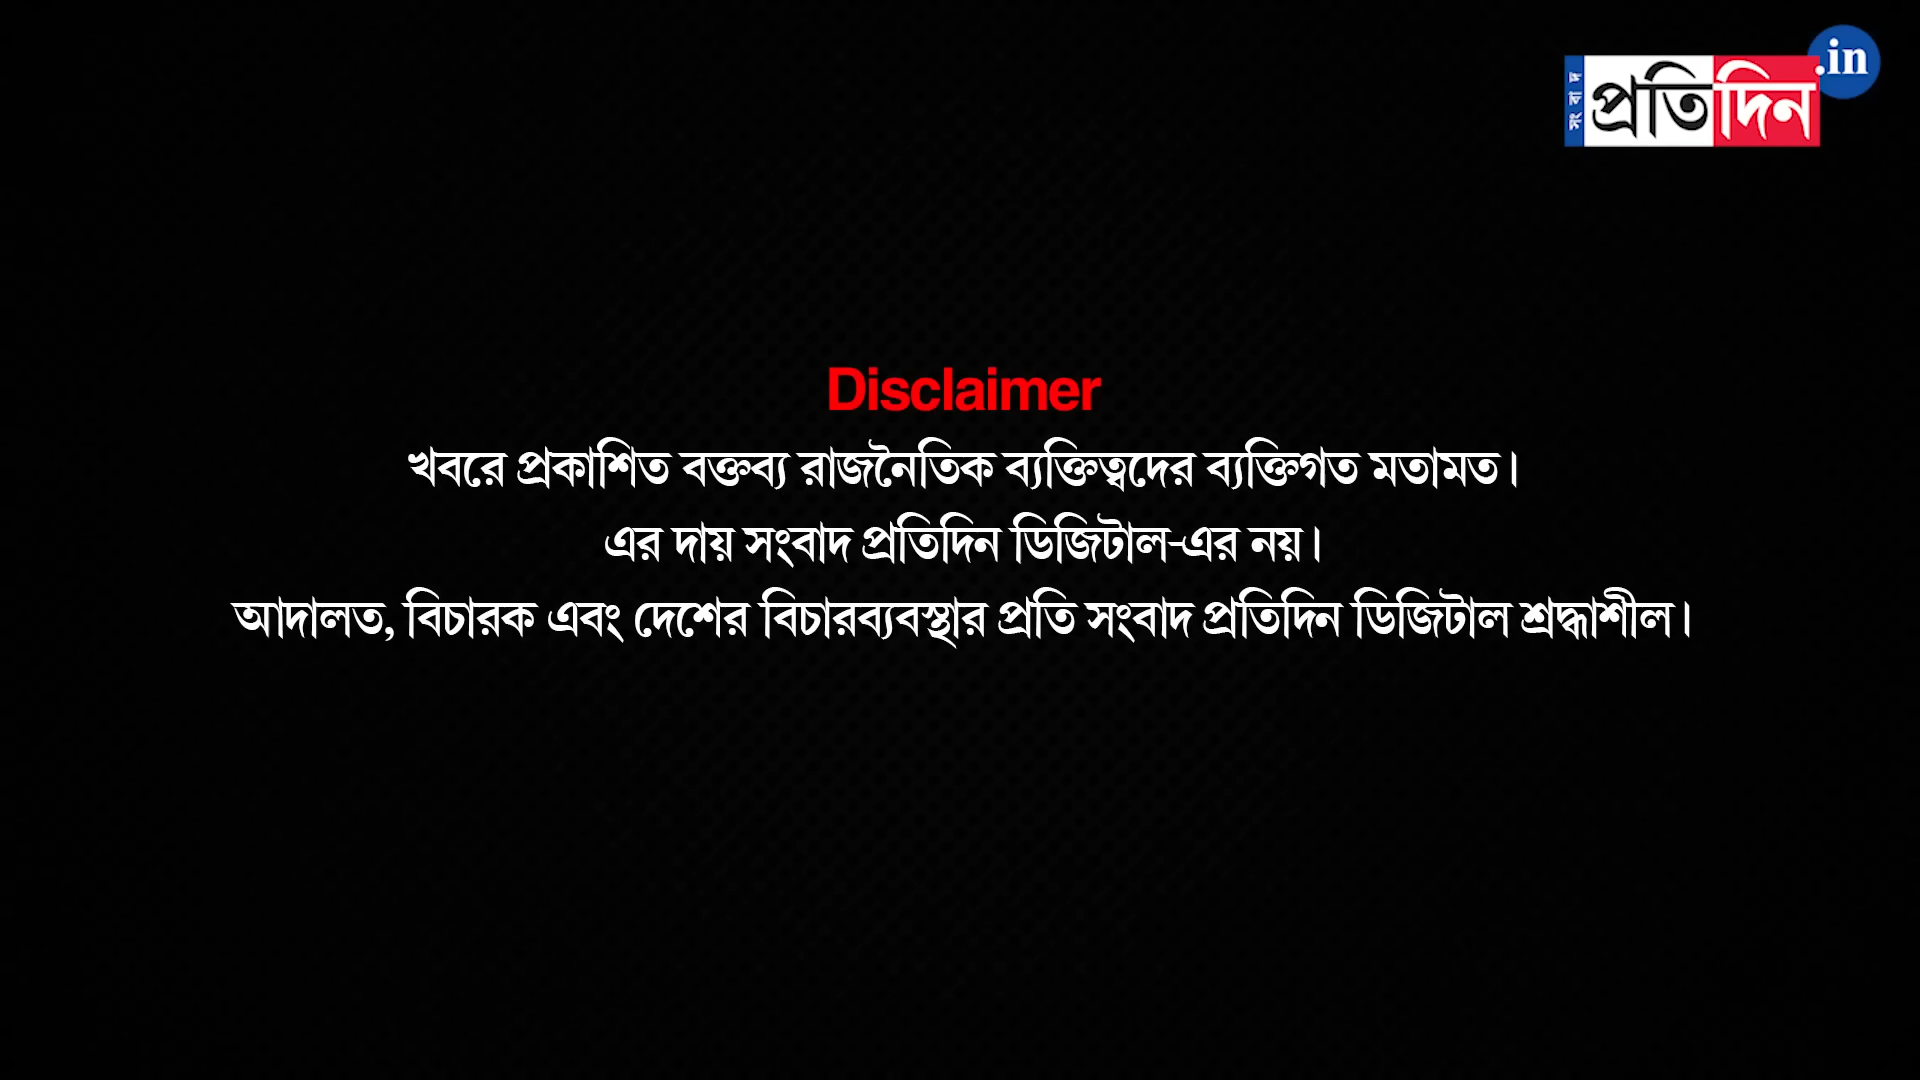 সংবাদ প্রতিদিন .in
Disclaimer
খবরে প্রকাশিত বক্তব্য রাজনৈতিক ব্যক্তিত্বদের ব্যক্তিগত মতামত।
এর দায় সংবাদ প্রতিদিন ডিজিটাল-এর নয়।
আদালত, বিচারক এবং দেশের বিচারব্যবস্থার প্রতি সংবাদ প্রতিদিন ডিজিটাল শ্রদ্ধাশীল।